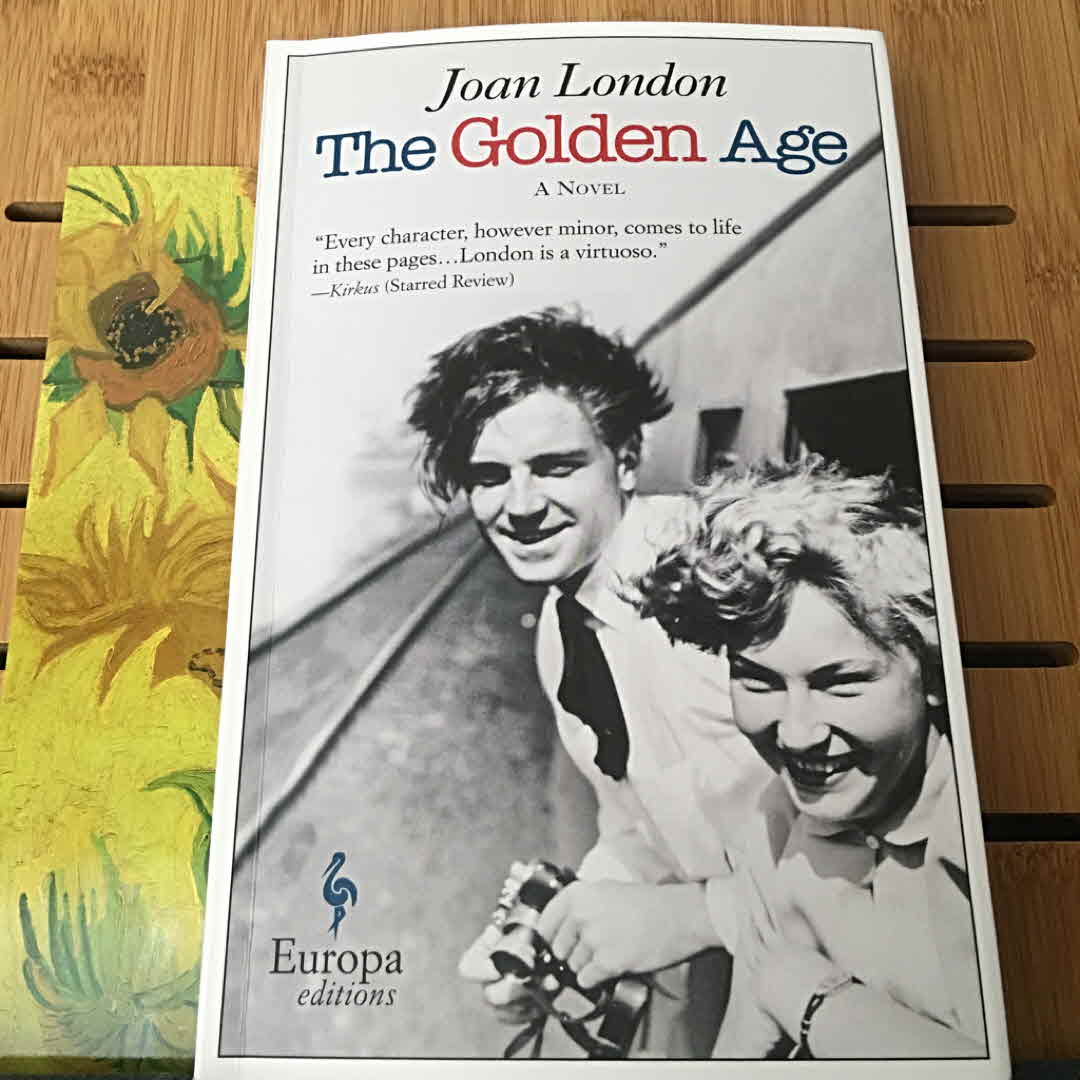 Joan London
The Golden Age
A Novel
“Every character, however minor, comes to life
in these pages...London is a virtuoso.”
—Kirkus (Starred Review)
Europa
editions